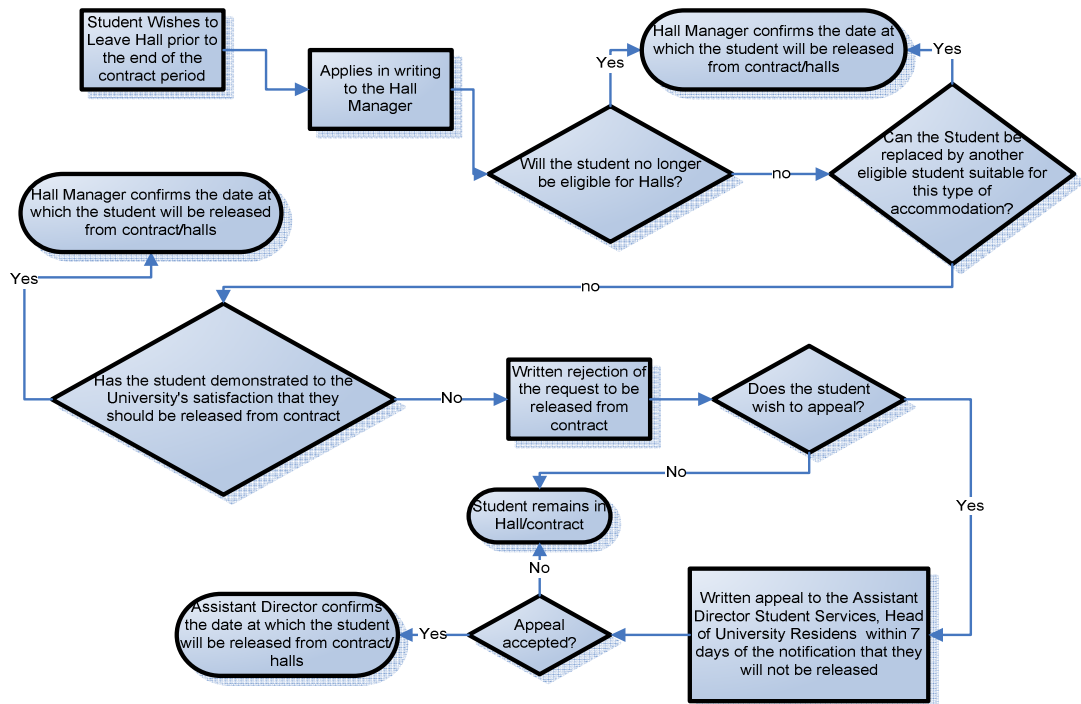 Student Wishes to
Leave Hall prior to
the end of the
contract period
Applies in writing
to the Hall
Manager
Yes
Hall Manager confirms the date at
which the student will be released
from contract/halls
Yes
Will the student no longer
be eligible for Halls?
no
Can the Student be
replaced by another
eligible student suitable for
this type of
accommodation?
Hall Manager confirms the date at
which the student will be released
from contract/halls
Yes
no
Has the student demonstrated to the
University's satisfaction that they
should be released from contract
No
Written rejection of
the request to be
released from
contract
Does the student
wish to appeal?
No
Yes
Student remains in
Hall/contract
No
Written appeal to the Assistant
Director Student Services, Head
of University Residens within 7
days of the notification that they
will not be released
Appeal
accepted?
Yes
Assistant Director confirms
the date at which the student
will be released from contract/
halls